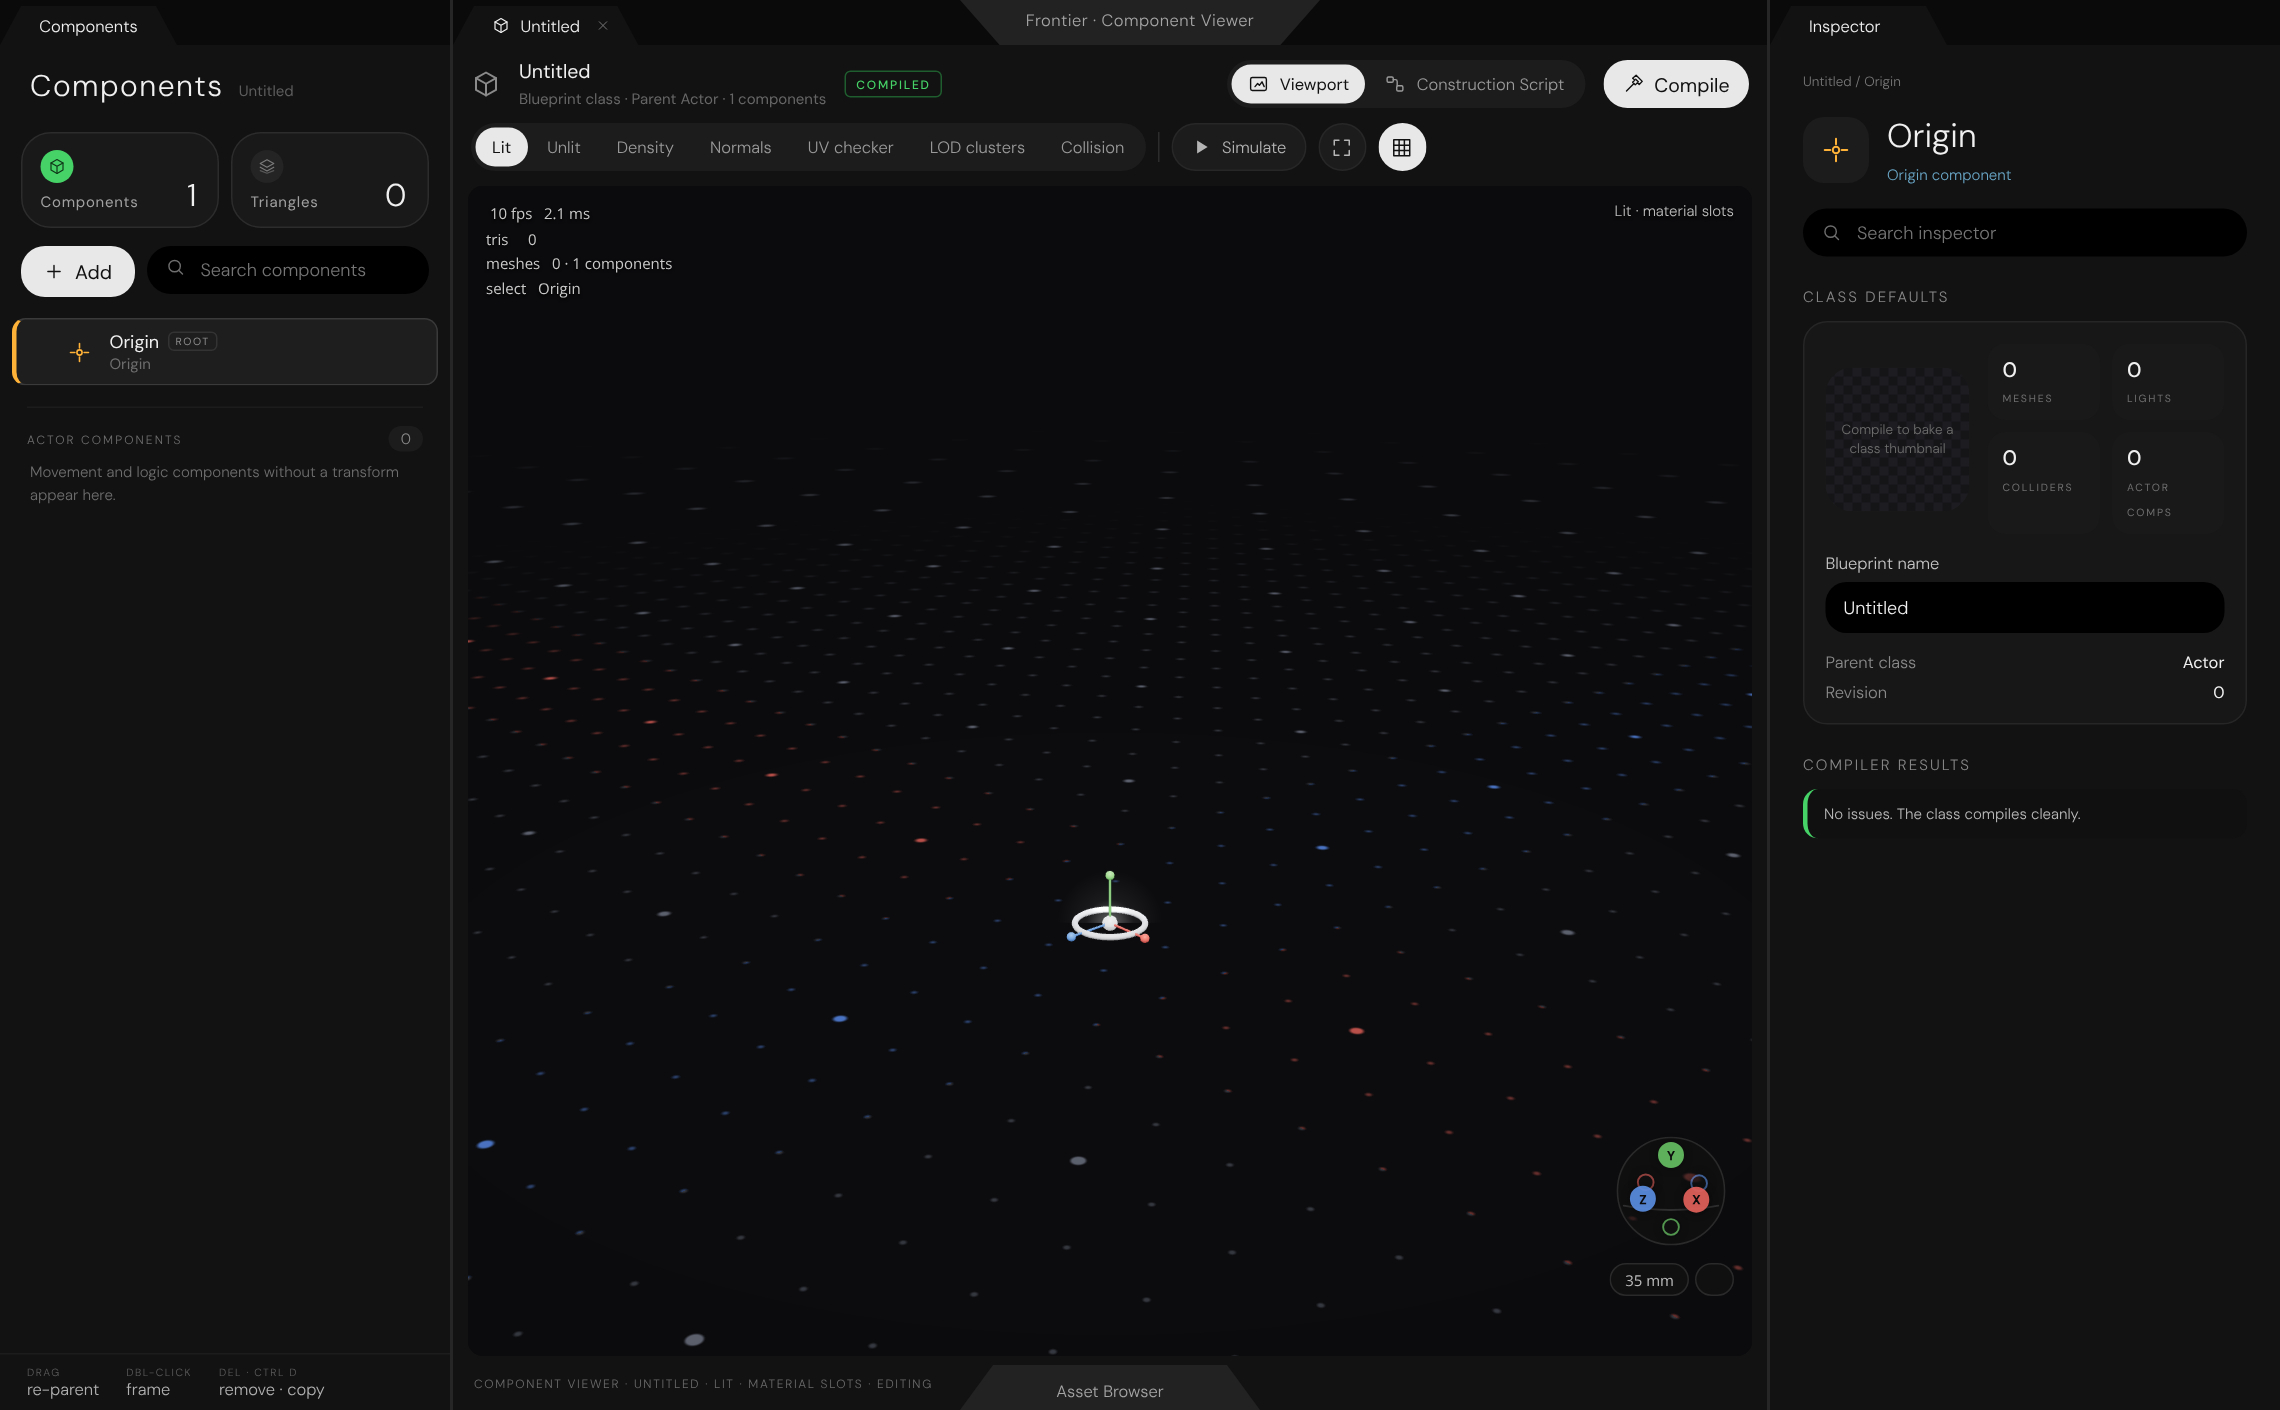 Components
Untitled
Frontier · Component Viewer
Inspector
Components Untitled
Components 1
Triangles 0
Add
Search components
Origin ROOT
Origin
ACTOR COMPONENTS 0
Movement and logic components without a transform
appear here.
DRAG
re-parent
DBL-CLICK
frame
DEL · CTRL D
remove · copy
Untitled
Blueprint class · Parent Actor · 1 components
COMPILED
Viewport
Construction Script
Compile
Lit
Unlit
Density
Normals
UV checker
LOD clusters
Collision
Simulate
10 fps 2.1 ms
tris 0
meshes 0 · 1 components
select Origin
Lit · material slots
Y
Z
X
35 mm
COMPONENT VIEWER · UNTITLED · LIT · MATERIAL SLOTS · EDITING
Asset Browser
Untitled / Origin
Origin
Origin component
Search inspector
CLASS DEFAULTS
Compile to bake a
class thumbnail
0
MESHES
0
LIGHTS
0
COLLIDERS
0
ACTOR
COMPS
Blueprint name
Untitled
Parent class Actor
Revision 0
COMPILER RESULTS
No issues. The class compiles cleanly.